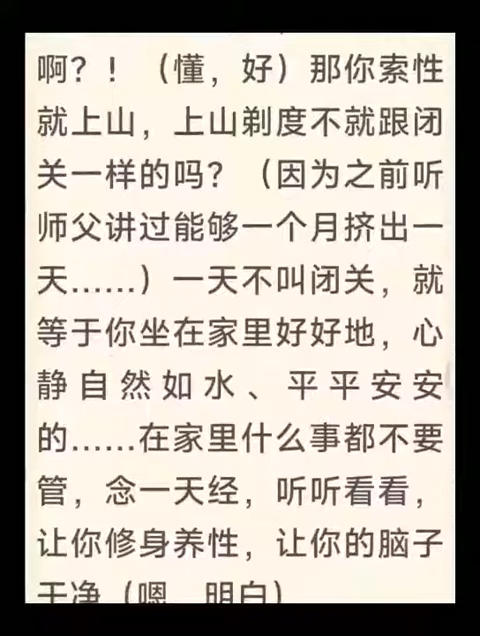 啊？！（懂，好）那你索性
就上山，上山剃度不就跟闭
关一样的吗？（因为之前听
师父讲过能够一个月挤出一
天……）一天不叫闭关，就
等于你坐在家里好好地，心
静自然如水、平平安安
的……在家里什么事都不要
管，念一天经，听听看看，
让你修身养性，让你的脑子
干净（嗯，明白）